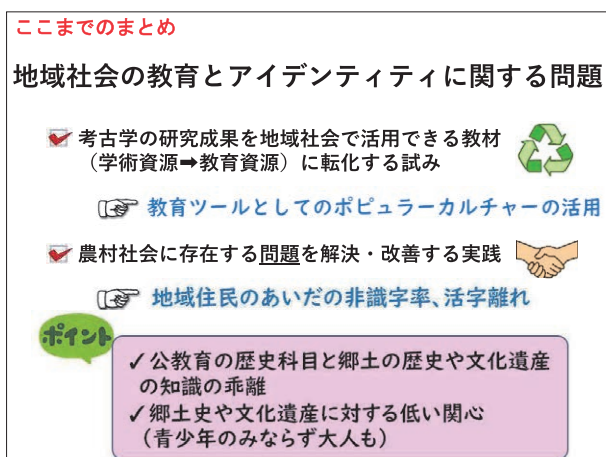 ここまでのまとめ
地域社会の教育とアイデンティティに関する問題
考古学の研究成果を地域社会で活用できる教材
（学術資源➡教育資源）に転化する試み
教育ツールとしてのポピュラーカルチャーの活用
農村社会に存在する問題を解決・改善する実践
地域住民のあいだの非識字率、活字離れ
ポイント
✓公教育の歴史科目と郷土の歴史や文化遺産
の知識の乖離
✓郷土史や文化遺産に対する低い関心
（青少年のみならず大人も）